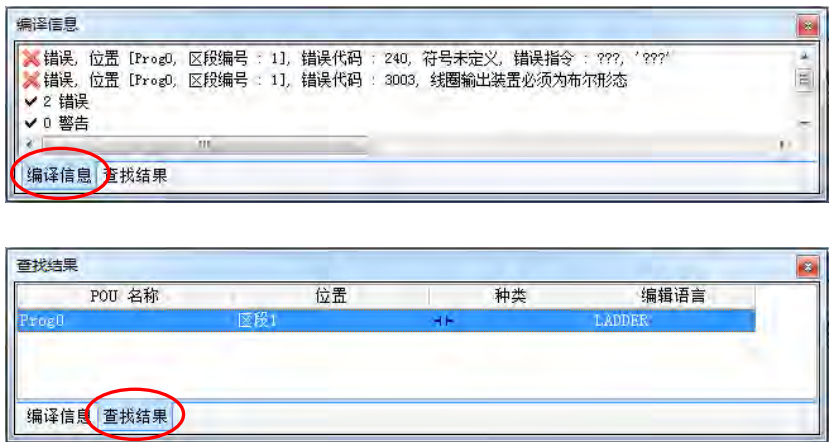 编译信息
错误, 位置 [Prog0, 区段编号 : 1], 错误代码 : 240, 符号未定义, 错误指令 : ???, '???'
错误, 位置 [Prog0, 区段编号 : 1], 错误代码 : 3003, 线圈输出装置必须为布尔形态
2 错误
0 警告
编译信息 查找结果
查找结果
POU 名称 位置 种类 编辑语言
Prog0 区段1 LADDER
编译信息 查找结果